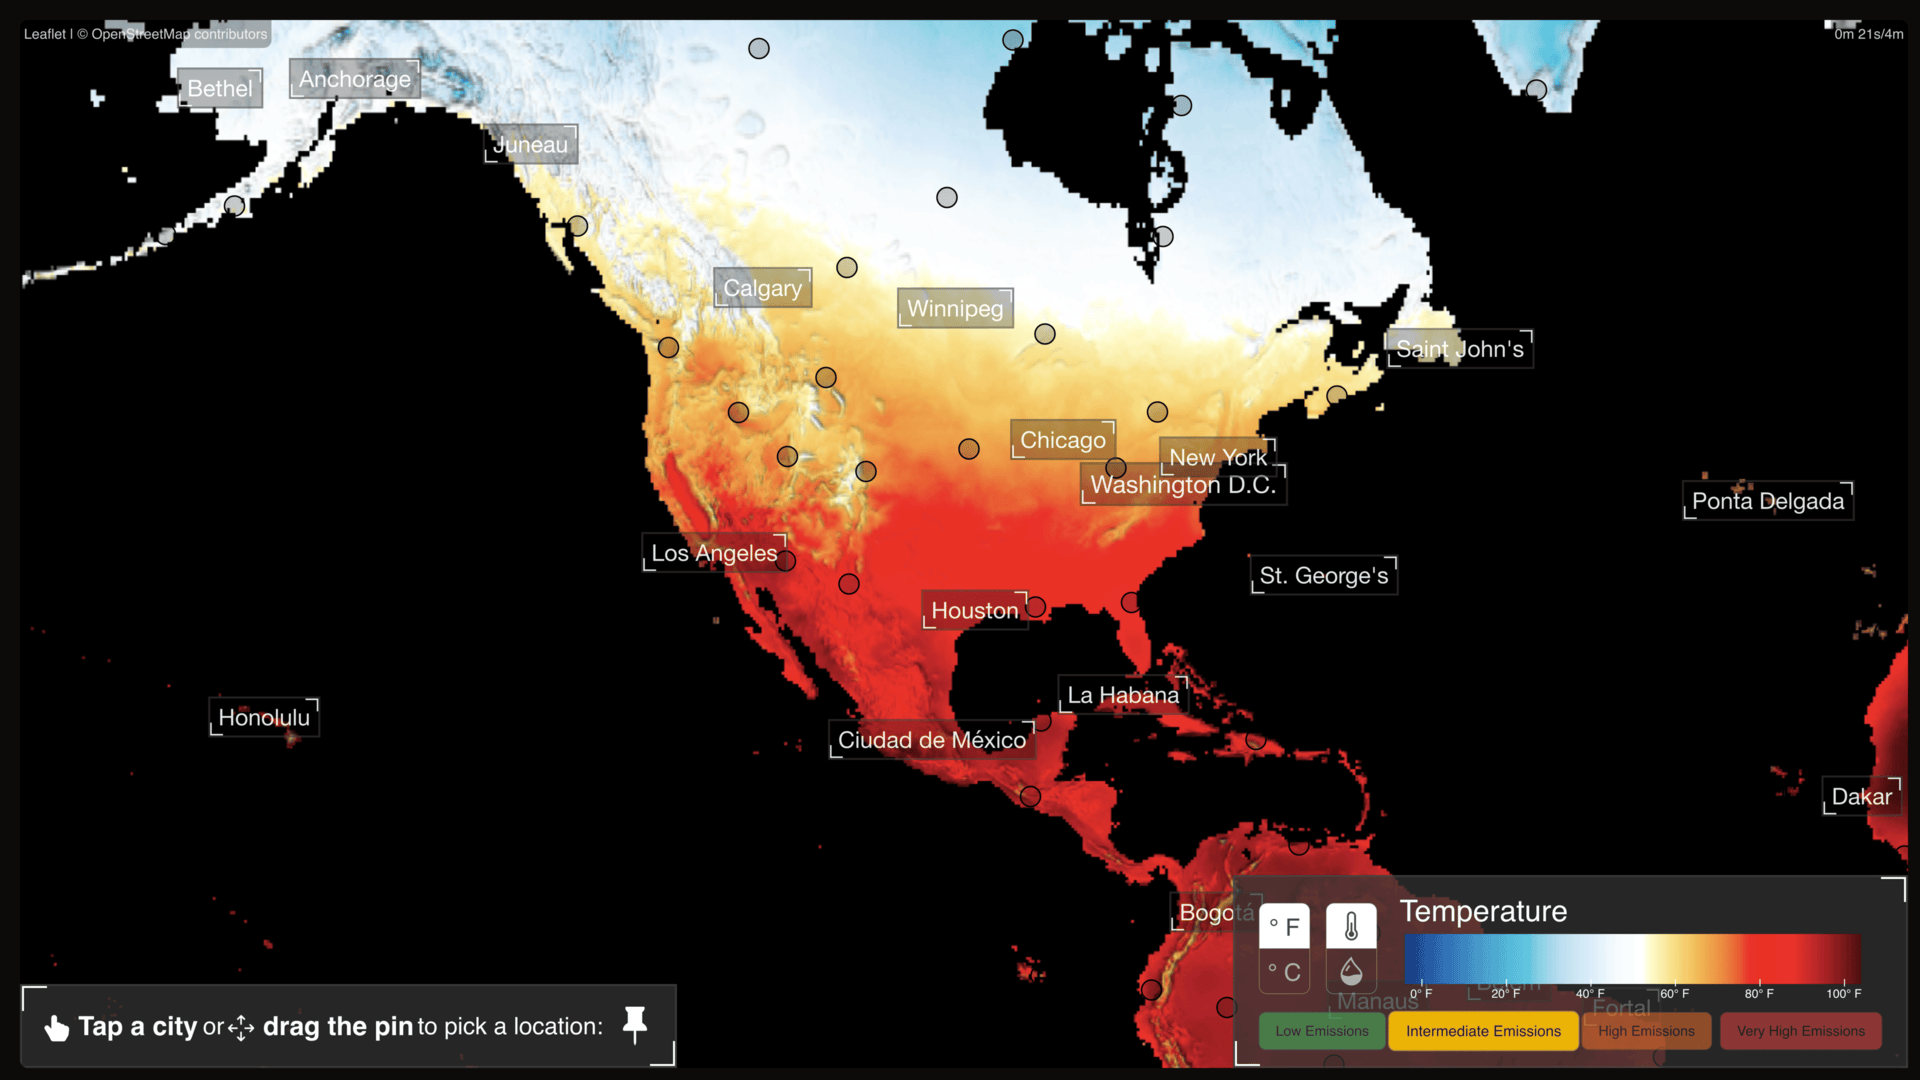 Leaflet | © OpenStreetMap contributors
0m 21s/4m
Bethel
Anchorage
Juneau
Calgary
Winnipeg
Saint John's
Chicago
New York
Washington D.C.
Ponta Delgada
Los Angeles
St. George's
Houston
La Habana
Honolulu
Ciudad de México
Dakar
Bogotá
° F
° C
Temperature
0° F 20° F 40° F 60° F 80° F 100° F
Manaus
Fortal
Tap a city or drag the pin to pick a location:
Low Emissions
Intermediate Emissions
High Emissions
Very High Emissions